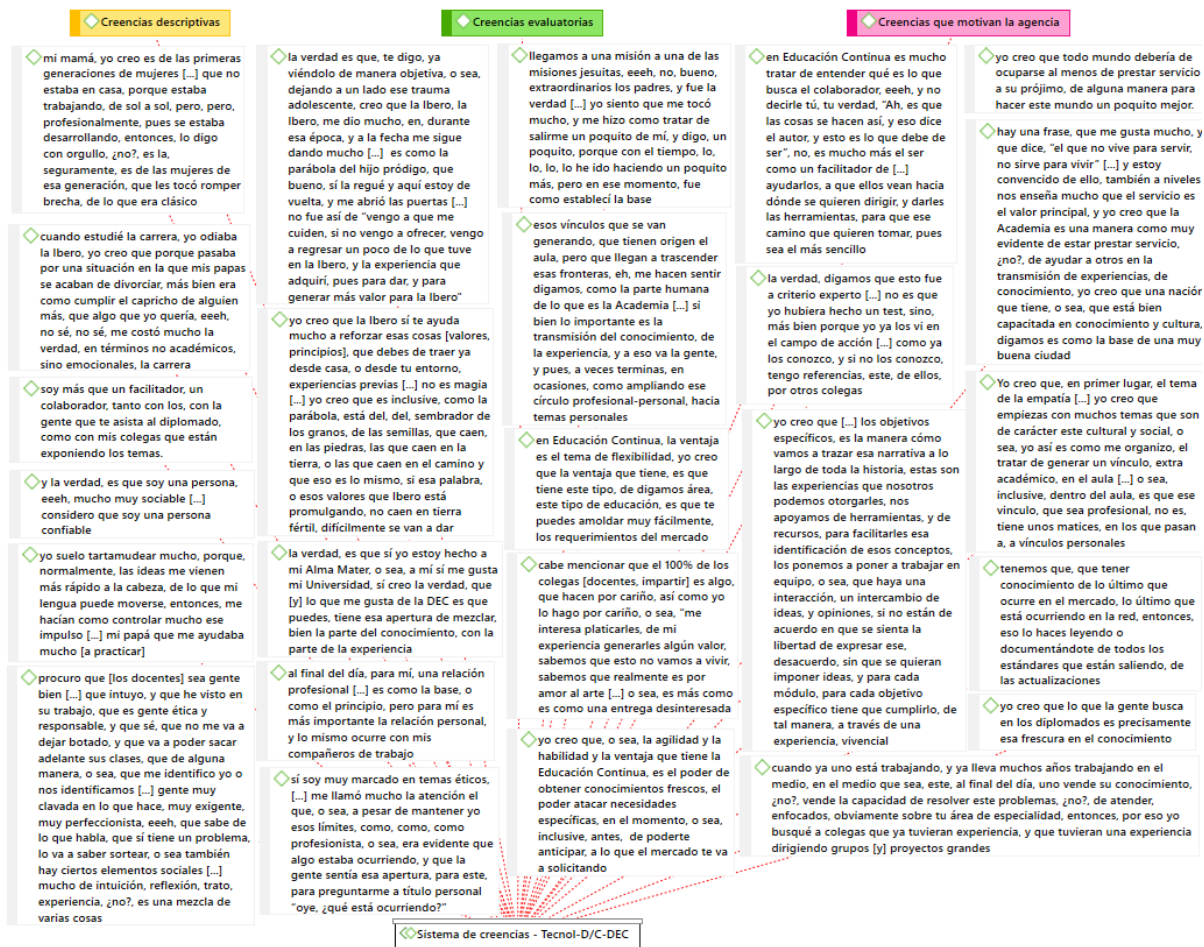 Creencias descriptivas
mi mamá, yo creo es de las primeras
generaciones de mujeres [...] que no
estaba en casa, porque estaba
trabajando, de sol a sol, pero, pero,
profesionalmente, pues se estaba
desarrollando, entonces, lo digo
con orgullo, ¿no?, es la,
seguramente, es de las mujeres de
esa generación, que les tocó romper
brecha, de lo que era clásico
cuando estudié la carrera, yo odiaba
la Ibero, yo creo que porque pasaba
por una situación en la que mis papas
se acaban de divorciar, más bien era
como cumplir el capricho de alguien
más, que algo que yo quería, eeeh,
no sé, no sé, me costó mucho la
verdad, en términos no académicos,
sino emocionales, la carrera
soy más que un facilitador, un
colaborador, tanto con los, con la
gente que te asista al diplomado,
como con mis colegas que están
exponiendo los temas.
y la verdad, es que soy una persona,
eeeh, mucho muy sociable [...]
considero que soy una persona
confiable
yo suelo tartamudear mucho, porque,
normalmente, las ideas me vienen
más rápido a la cabeza, de lo que mi
lengua puede moverse, entonces, me
hacían como controlar mucho ese
impulso [...] mi papá que me ayudaba
mucho [a practicar]
procuro que [los docentes] sea gente
bien [...] que intuyo, y que he visto en
su trabajo, que es gente ética y
responsable, y que sé, que no me va a
dejar botado, y que va a poder sacar
adelante sus clases, que de alguna
manera, o sea, que me identifico yo o
nos identificamos [...] gente muy
clavada en lo que hace, muy exigente,
muy perfeccionista, eeeh, que sabe de
lo que habla, que sí tiene un problema,
lo va a saber sortear, o sea también
hay ciertos elementos sociales [...]
mucho de intuición, reflexión, trato,
experiencia, ¿no?, es una mezcla de
varias cosas
Creencias evaluatorias
la verdad es que, te digo, ya
viéndolo de manera objetiva, o sea,
dejando a un lado ese trauma
adolescente, creo que la Ibero, la
Ibero, me dio mucho, en, durante
esa época, y a la fecha me sigue
dando mucho [...] es como la
parábola del hijo pródigo, que
bueno, sí la regué y aquí estoy de
vuelta, y me abrió las puertas [...]
no fue así de “vengo a que me
cuiden, si no vengo a ofrecer, vengo
a regresar un poco de lo que tuve
en la Ibero, y la experiencia que
adquirí, pues para dar, y para
generar más valor para la Ibero”
yo creo que la Ibero sí te ayuda
mucho a reforzar esas cosas [valores,
principios], que debes de traer ya
desde casa, o desde tu entorno,
experiencias previas [...] no es magia
[...] yo creo que es inclusive, como la
parábola, está del, del, sembrador de
los granos, de las semillas, que caen,
en las piedras, las que caen en la
tierra, o las que caen en el camino y
que eso es lo mismo, si esa palabra,
o esos valores que Ibero está
promulgando, no caen en tierra
fértil, difícilmente se van a dar
la verdad, es que sí yo estoy hecho a
mi Alma Mater, o sea, a mí sí me gusta
mi Universidad, sí creo la verdad, que
[y] lo que me gusta de la DEC es que
puedes, tiene esa apertura de mezclar,
bien la parte del conocimiento, con la
parte de la experiencia
al final del día, para mí, una relación
profesional [...] es como la base, o
como el principio, pero para mí es
más importante la relación personal,
y lo mismo ocurre con mis
compañeros de trabajo
sí soy muy marcado en temas éticos,
[...] me llamó mucho la atención el
que, o sea, a pesar de mantener yo
esos límites, como, como, como
profesionista, o sea, era evidente que
algo estaba ocurriendo, y que la
gente sentía esa apertura, para este,
para preguntarme a título personal
“oye, ¿qué está ocurriendo?”
llegamos a una misión a una de las
misiones jesuitas, eeeh, no, bueno,
extraordinarios los padres, y fue la
verdad [...] yo siento que me tocó
mucho, y me hizo como tratar de
salirme un poquito de mí, y digo, un
poquito, porque con el tiempo, lo,
lo, lo, lo he ido haciendo un poquito
más, pero en ese momento, fue
como establecí la base
esos vínculos que se van
generando, que tienen origen el
aula, pero que llegan a trascender
esas fronteras, eh, me hacen sentir
digamos, como la parte humana
de lo que es la Academia [...] si
bien lo importante es la
transmisión del conocimiento, de
la experiencia, y a eso va la gente,
y pues, a veces terminas, en
ocasiones, como ampliando ese
círculo profesional-personal, hacia
temas personales
en Educación Continua, la ventaja
es el tema de flexibilidad, yo creo
que la ventaja que tiene, es que
tiene este tipo, de digamos área,
este tipo de educación, es que te
puedes amoldar muy fácilmente,
los requerimientos del mercado
cabe mencionar que el 100% de los
colegas [docentes, impartir] es algo,
que hacen por cariño, así como yo
lo hago por cariño, o sea, “me
interesa platicarles, de mi
experiencia generarles algún valor,
sabemos que esto no vamos a vivir,
sabemos que realmente es por
amor al arte [...] o sea, es más como
es como una entrega desinteresada
yo creo que, o sea, la agilidad y la
habilidad y la ventaja que tiene la
Educación Continua, es el poder de
obtener conocimientos frescos, el
poder atacar necesidades
específicas, en el momento, o sea,
inclusive, antes, de poderte
anticipar, a lo que el mercado te va
a solicitando
Creencias que motivan la agencia
en Educación Continua es mucho
tratar de entender qué es lo que
busca el colaborador, eeeh, y no
decirle tú, tu verdad, “Ah, es que
las cosas se hacen así, y eso dice
el autor, y esto es lo que debe de
ser”, no, es mucho más el ser
como un facilitador de [...]
ayudarlos, a que ellos vean hacia
dónde se quieren dirigir, y darles
las herramientas, para que ese
camino que quieren tomar, pues
sea el más sencillo
la verdad, digamos que esto fue
a criterio experto [...] no es que
yo hubiera hecho un test, sino,
más bien porque yo ya los vi en
el campo de acción [...] como ya
los conozco, y si no los conozco,
tengo referencias, este, de ellos,
por otros colegas
yo creo que [...] los objetivos
específicos, es la manera cómo
vamos a trazar esa narrativa a lo
largo de toda la historia, estas son
las experiencias que nosotros
podemos otorgarles, nos
apoyamos de herramientas, y de
recursos, para facilitarles esa
identificación de esos conceptos,
los ponemos a poner a trabajar en
equipo, o sea, que haya una
interacción, un intercambio de
ideas, y opiniones, si no están de
acuerdo en que se sienta la
libertad de expresar ese,
desacuerdo, sin que se quieran
imponer ideas, y para cada
módulo, para cada objetivo
específico tiene que cumplirlo, de
tal manera, a través de una
experiencia, vivencial
yo creo que todo mundo debería de
ocuparse al menos de prestar servicio
a su prójimo, de alguna manera para
hacer este mundo un poquito mejor.
hay una frase, que me gusta mucho, y
que dice, “el que no vive para servir,
no sirve para vivir” [...] y estoy
convencido de ello, también a niveles
nos enseña mucho que el servicio es
el valor principal, y yo creo que la
Academia es una manera como muy
evidente de estar prestar servicio,
¿no?, de ayudar a otros en la
transmisión de experiencias, de
conocimiento, yo creo que una nación
que tiene, o sea, que está bien
capacitada en conocimiento y cultura,
digamos es como la base de una muy
buena ciudad
Yo creo que, en primer lugar, el tema
de la empatía [...] yo creo que
empiezas con muchos temas que son
de carácter este cultural y social, o
sea, yo así es como me organizo, el
tratar de generar un vínculo, extra
académico, en el aula [...] o sea,
inclusive, dentro del aula, es que ese
vinculo, que sea profesional, no es,
tiene unos matices, en los que pasan
a, a vínculos personales
tenemos que, que tener
conocimiento de lo último que
ocurre en el mercado, lo último que
está ocurriendo en la red, entonces,
eso lo haces leyendo o
documentándote de todos los
estándares que están saliendo, de
las actualizaciones
yo creo que lo que la gente busca
en los diplomados es precisamente
esa frescura en el conocimiento
cuando ya uno está trabajando, y ya lleva muchos años trabajando en el
medio, en el medio que sea, este, al final del día, uno vende su conocimiento,
¿no?, vende la capacidad de resolver este problemas, ¿no?, de atender,
enfocados, obviamente sobre tu área de especialidad, entonces, por eso yo
busqué a colegas que ya tuvieran experiencia, y que tuvieran una experiencia
dirigiendo grupos [y] proyectos grandes
Sistema de creencias - Tecnol-D/C-DEC